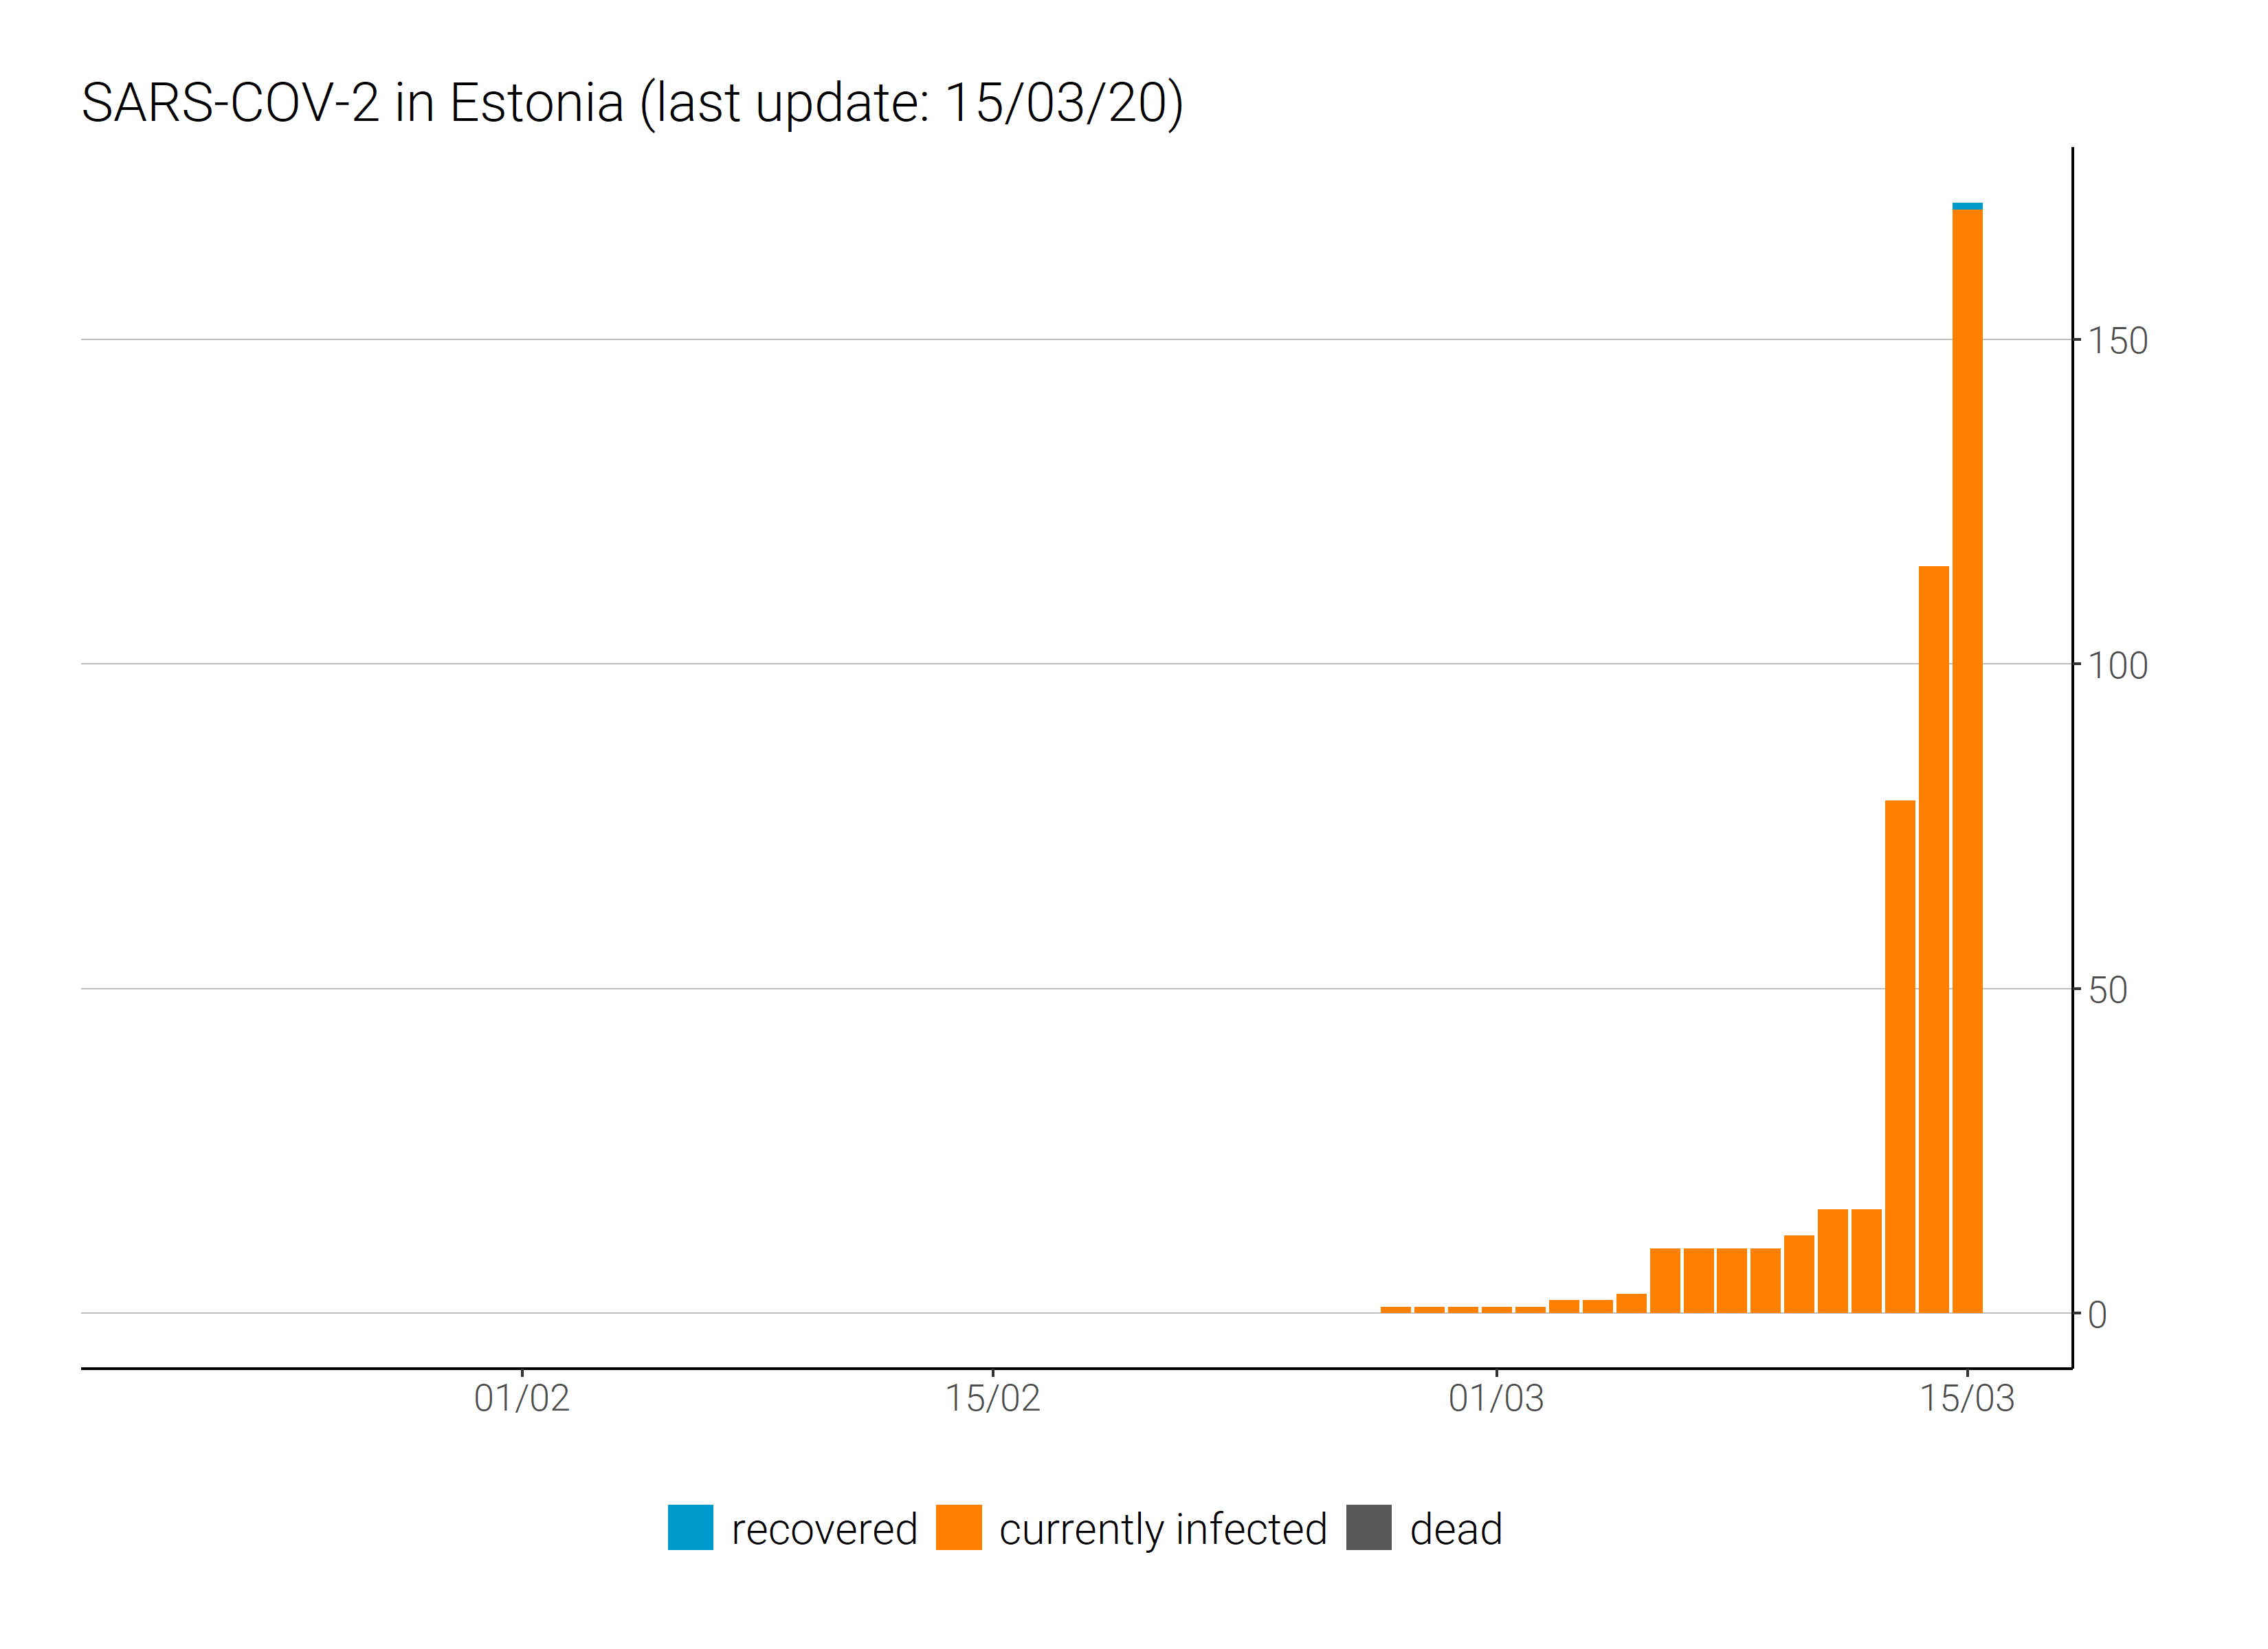 SARS-COV-2 in Estonia (last update: 15/03/20)
150
100
50
0
01/02 15/02 01/03 15/03
recovered currently infected dead